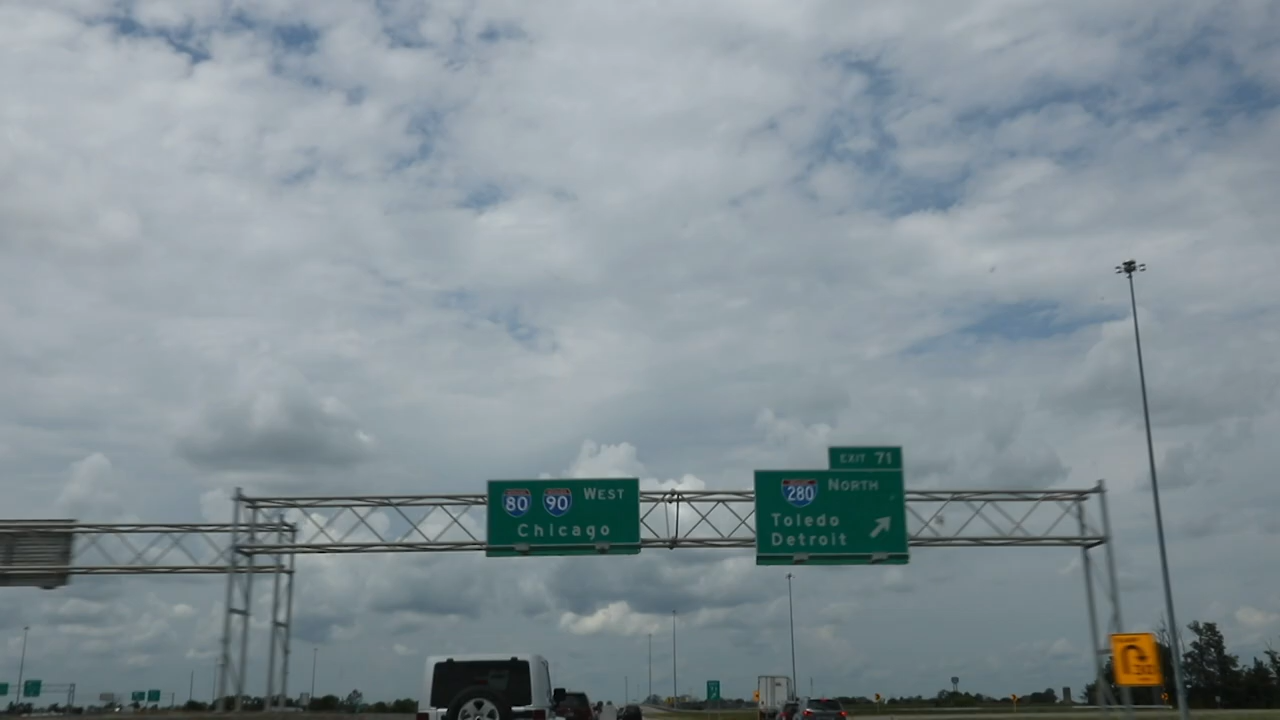 80 90 WEST
Chicago
EXIT 71
280 NORTH
Toledo
Detroit